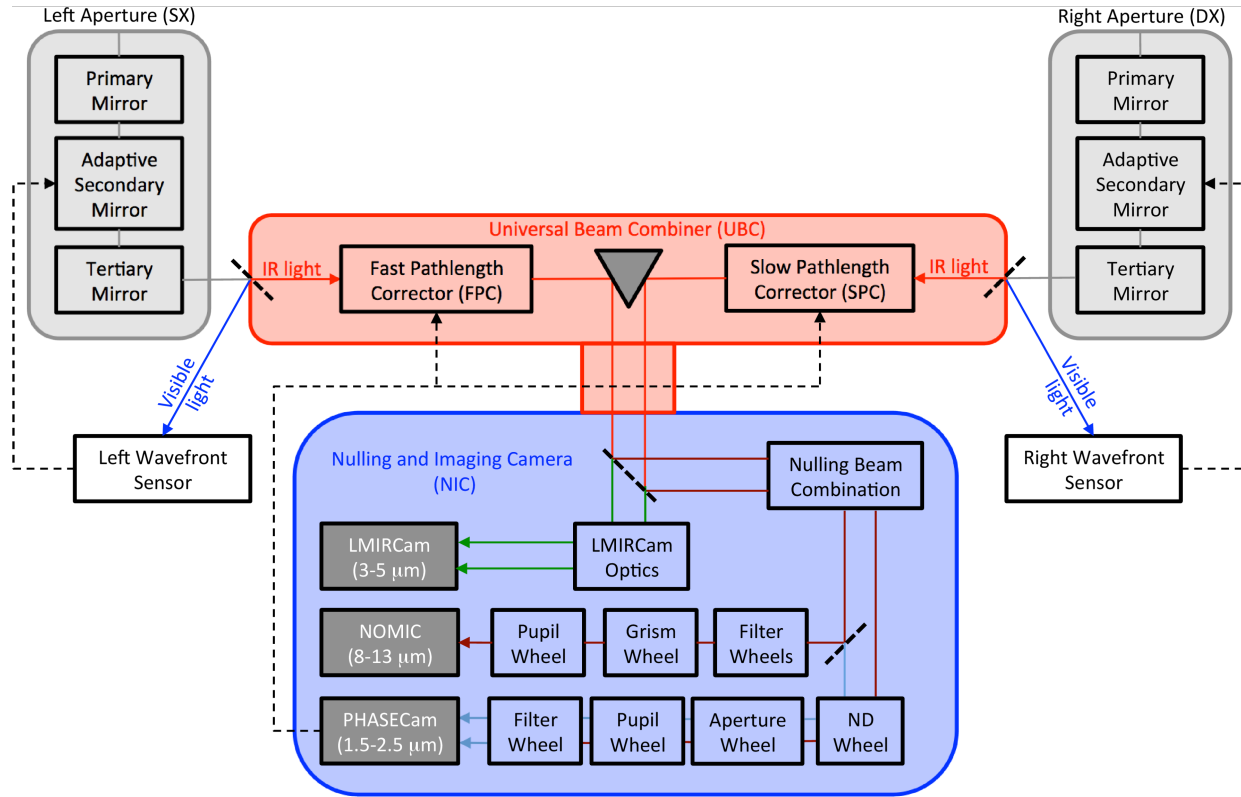 Left Aperture (SX)
Right Aperture (DX)
Primary
Mirror
Adaptive
Secondary
Mirror
Tertiary
Mirror
Primary
Mirror
Adaptive
Secondary
Mirror
Tertiary
Mirror
Universal Beam Combiner (UBC)
IR light
Fast Pathlength
Corrector (FPC)
Slow Pathlength
Corrector (SPC)
IR light
Visible
light
Visible
light
Left Wavefront
Sensor
Right Wavefront
Sensor
Nulling and Imaging Camera
(NIC)
Nulling Beam
Combination
LMIRCam
(3-5 μm)
LMIRCam
Optics
NOMIC
(8-13 μm)
Pupil
Wheel
Grism
Wheel
Filter
Wheels
PHASECam
(1.5-2.5 μm)
Filter
Wheel
Pupil
Wheel
Aperture
Wheel
ND
Wheel